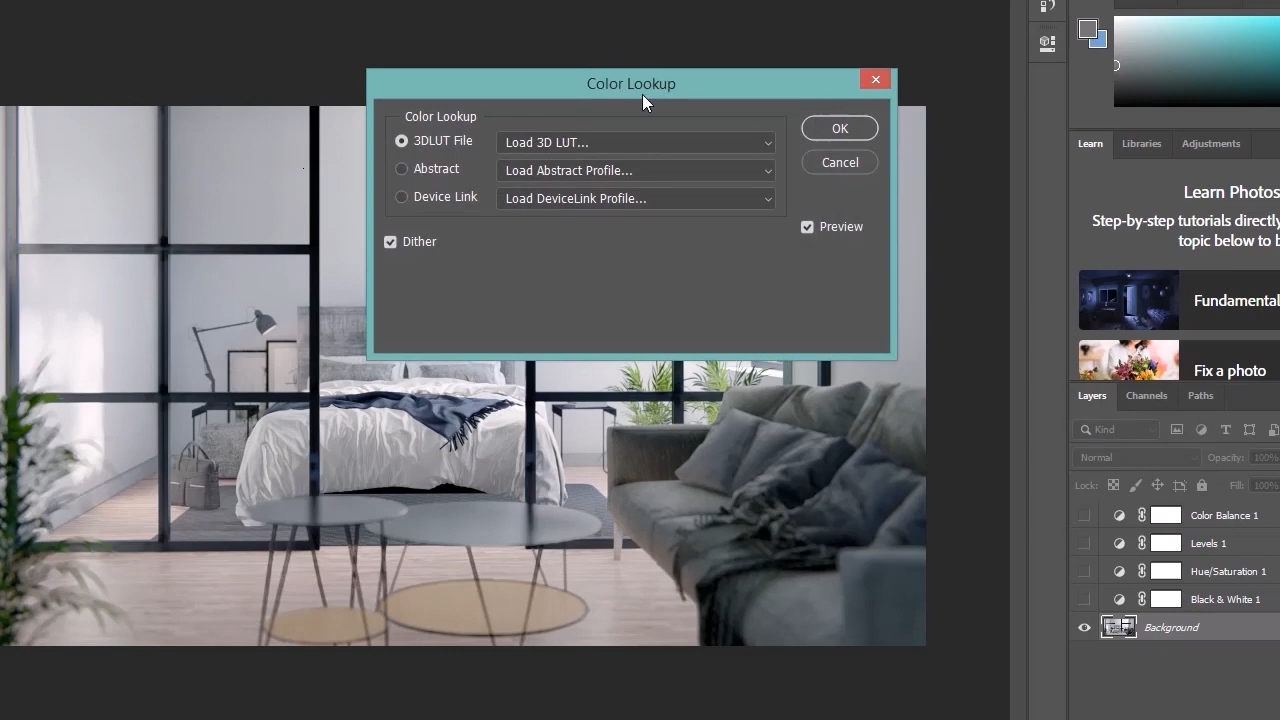 Color Lookup
Color Lookup
3DLUT File
Load 3D LUT...
OK
Abstract
Load Abstract Profile...
Cancel
Device Link
Load DeviceLink Profile...
Dither
Preview
Learn
Libraries
Adjustments
Learn Photos
Step-by-step tutorials directly
topic below to b
Fundamental
Fix a photo
Layers
Channels
Paths
Kind
Normal
Opacity: 100%
Lock:
Fill: 100%
Color Balance 1
Levels 1
Hue/Saturation 1
Black & White 1
Background